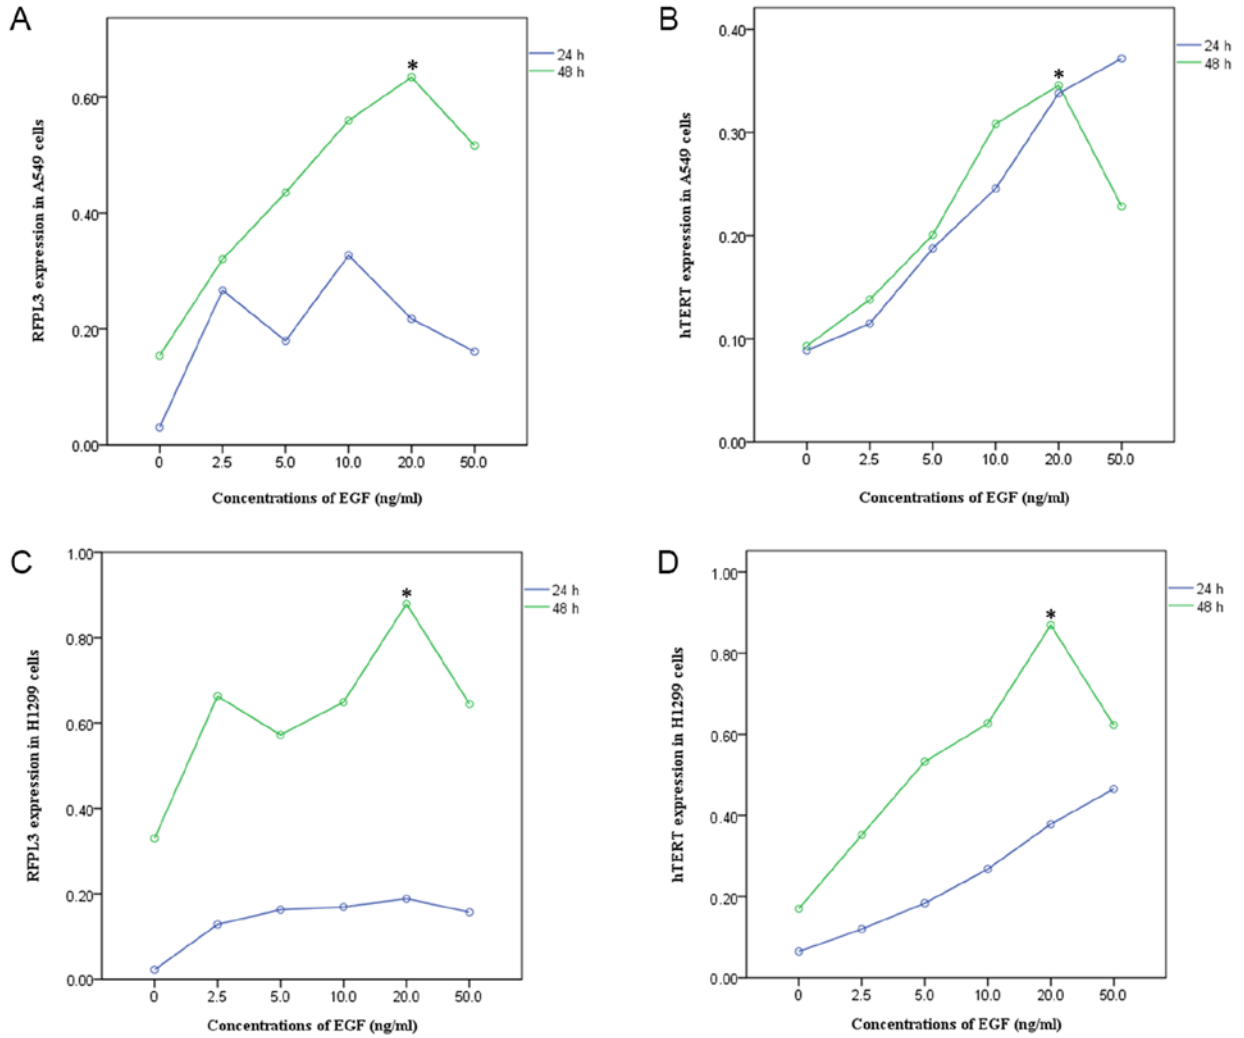 A
24 h
48 h
*
0.60
0.40
0.20
0.00
RFPL3 expression in A549 cells
0 2.5 5.0 10.0 20.0 50.0
Concentrations of EGF (ng/ml)
B
24 h
48 h
*
0.40
0.30
0.20
0.10
0.00
hTERT expression in A549 cells
0 2.5 5.0 10.0 20.0 50.0
Concentrations of EGF (ng/ml)
C
24 h
48 h
*
1.00
0.80
0.60
0.40
0.20
0.00
RFPL3 expression in H1299 cells
0 2.5 5.0 10.0 20.0 50.0
Concentrations of EGF (ng/ml)
D
24 h
48 h
*
1.00
0.80
0.60
0.40
0.20
0.00
hTERT expression in H1299 cells
0 2.5 5.0 10.0 20.0 50.0
Concentrations of EGF (ng/ml)